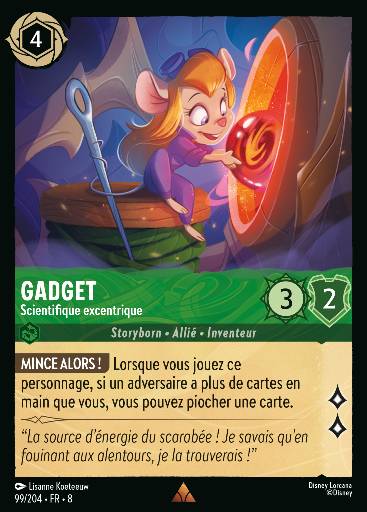 4
GADGET
Scientifique excentrique
3
2
Storyborn • Allié • Inventeur
MINCE ALORS ! Lorsque vous jouez ce
personnage, si un adversaire a plus de cartes en
main que vous, vous pouvez piocher une carte.
“La source d'énergie du scarabée ! Je savais qu'en
fouinant aux alentours, je la trouverais !”
Lisanne Koeteeuw
99/204 • FR • 8
Disney Lorcana
©Disney